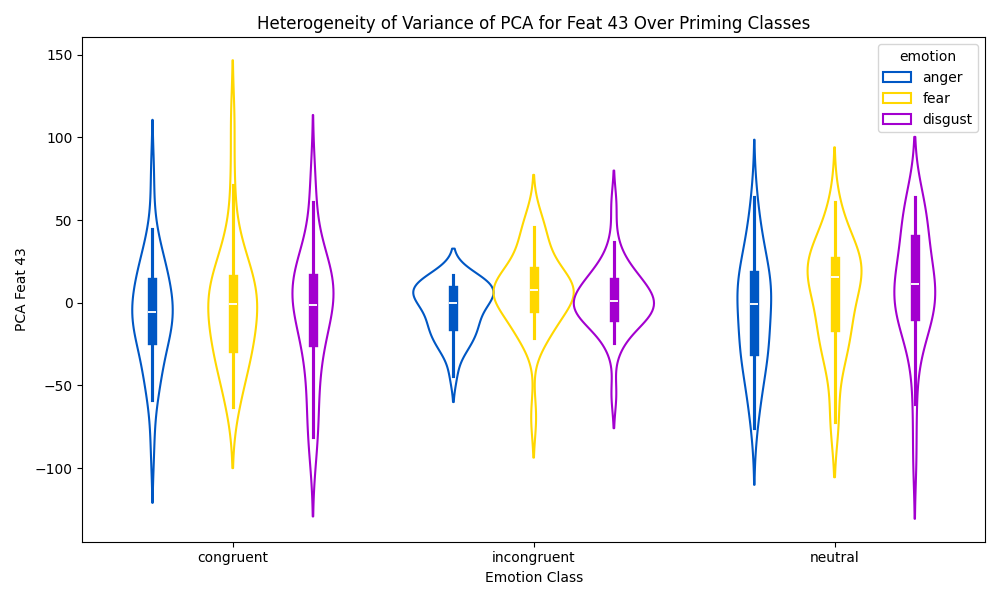 Heterogeneity of Variance of PCA for Feat 43 Over Priming Classes
emotion
anger
fear
disgust
PCA Feat 43
150
100
50
0
−50
−100
congruent
incongruent
neutral
Emotion Class